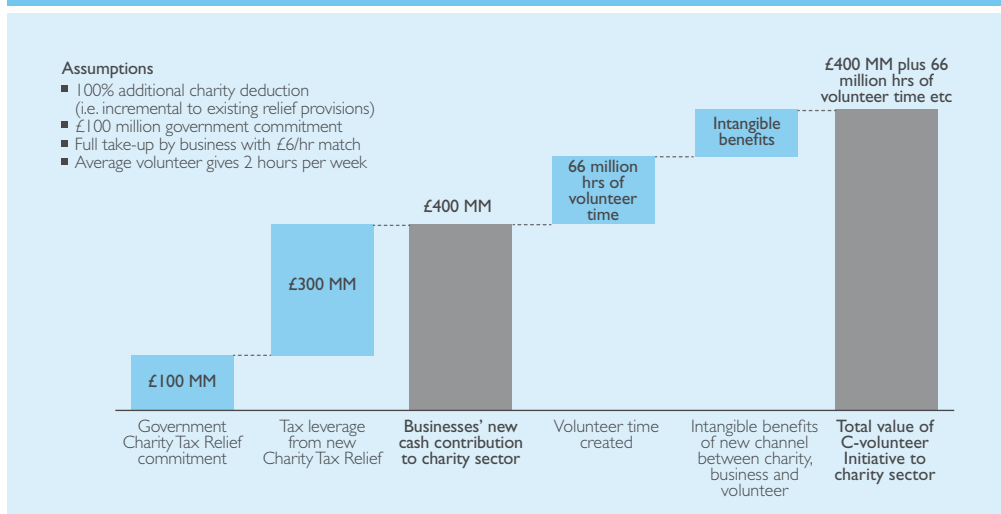 Assumptions
■ 100% additional charity deduction
(i.e. incremental to existing relief provisions)
■ £100 million government commitment
■ Full take-up by business with £6/hr match
■ Average volunteer gives 2 hours per week
£400 MM plus 66
million hrs of
volunteer time etc
Intangible
benefits
66 million
hrs of
volunteer
time
£400 MM
£300 MM
£100 MM
Government
Charity Tax Relief
commitment
Tax leverage
from new
Charity Tax Relief
Businesses' new
cash contribution
to charity sector
Volunteer time
created
Intangible benefits
of new channel
between charity,
business and
volunteer
Total value of
C-volunteer
Initiative to
charity sector